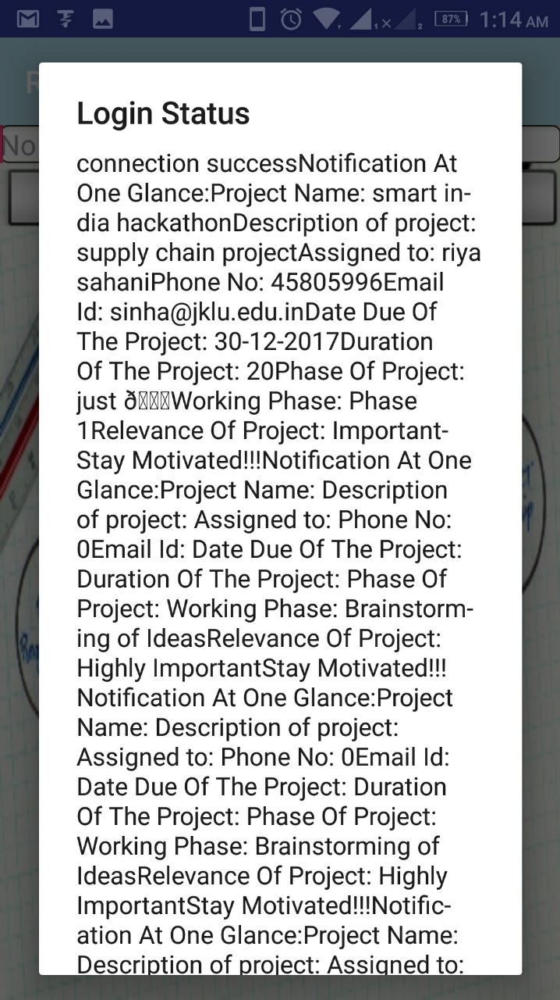 87%
1:14 AM
R
No
Login Status
connection successNotification At
One Glance:Project Name: smart in-
dia hackathonDescription of project:
supply chain projectAssigned to: riya
sahaniPhone No: 45805996Email
Id: sinha@jklu.edu.inDate Due Of
The Project: 30-12-2017Duration
Of The Project: 20Phase Of Project:
just ðWorking Phase: Phase
1Relevance Of Project: Important-
Stay Motivated!!!Notification At One
Glance:Project Name: Description
of project: Assigned to: Phone No:
0Email Id: Date Due Of The Project:
Duration Of The Project: Phase Of
Project: Working Phase: Brainstorm-
ing of IdeasRelevance Of Project:
Highly ImportantStay Motivated!!!
Notification At One Glance:Project
Name: Description of project:
Assigned to: Phone No: 0Email Id:
Date Due Of The Project: Duration
Of The Project: Phase Of Project:
Working Phase: Brainstorming of
IdeasRelevance Of Project: Highly
ImportantStay Motivated!!!Notific-
ation At One Glance:Project Name:
Description of project: Assigned to: